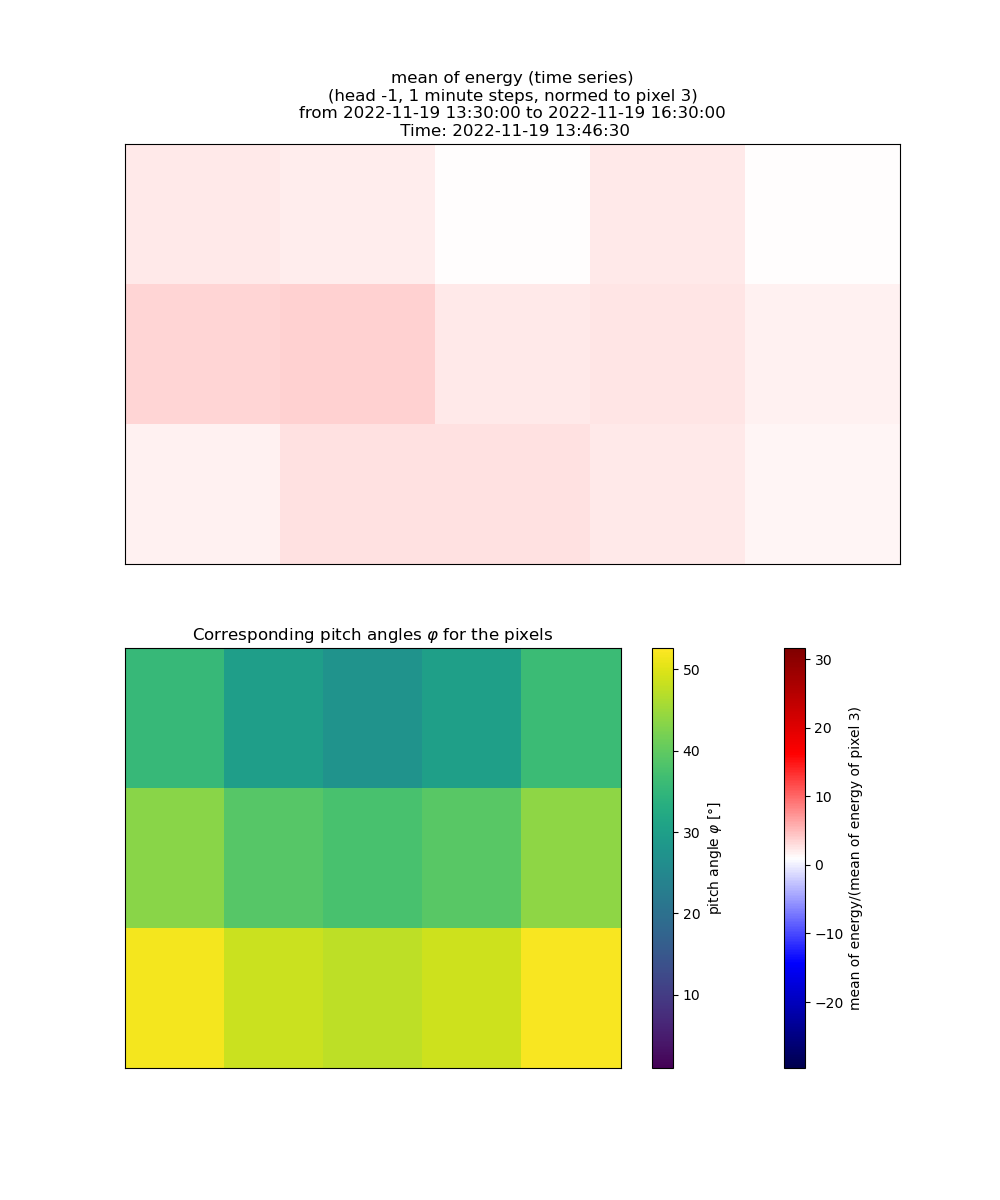 mean of energy (time series)
(head -1, 1 minute steps, normed to pixel 3)
from 2022-11-19 13:30:00 to 2022-11-19 16:30:00
Time: 2022-11-19 13:46:30
Corresponding pitch angles φ for the pixels
50
40
30
20
10
pitch angle φ [°]
30
20
10
0
−10
−20
mean of energy/(mean of energy of pixel 3)